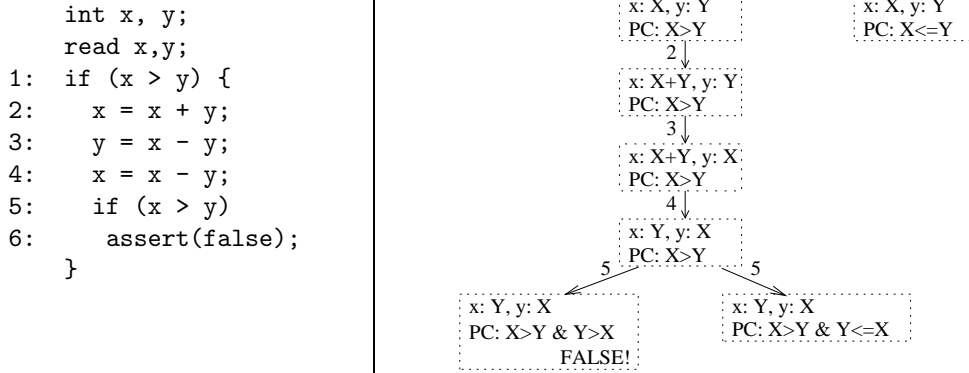 int x, y;
read x,y;
1: if (x > y) {
2: x = x + y;
3: y = x - y;
4: x = x - y;
5: if (x > y)
6: assert(false);
}
x: X, y: Y
PC: X>Y
x: X, y: Y
PC: X<=Y
2
x: X+Y, y: Y
PC: X>Y
3
x: X+Y, y: X
PC: X>Y
4
x: Y, y: X
PC: X>Y
5
5
x: Y, y: X
PC: X>Y & Y>X
FALSE!
x: Y, y: X
PC: X>Y & Y<=X